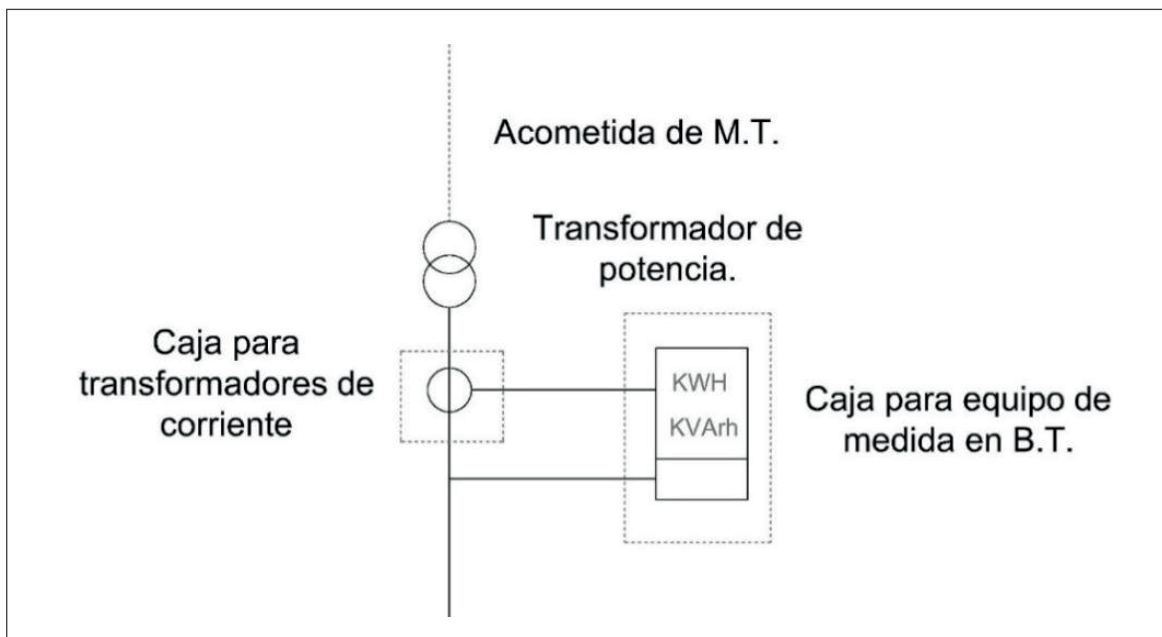 Acometida de M.T.
Transformador de
potencia.
Caja para
transformadores de
corriente
KWH
KVArh
Caja para equipo de
medida en B.T.